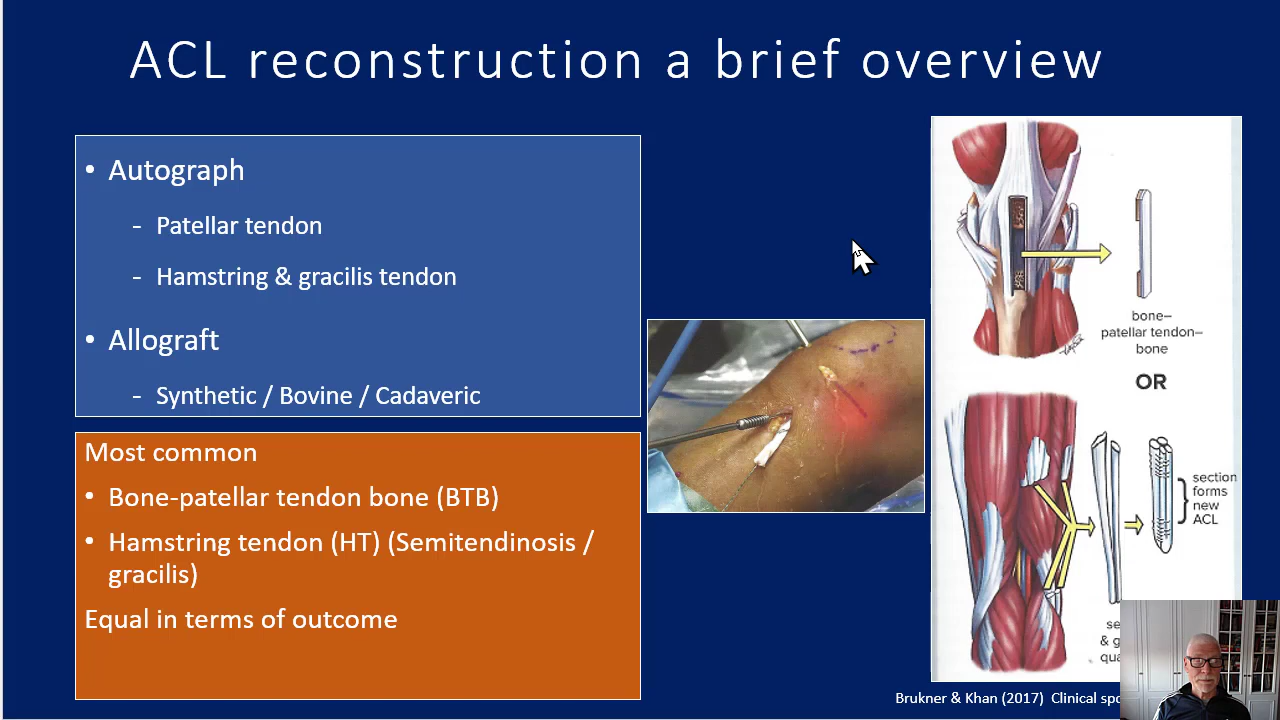 ACL reconstruction a brief overview
• Autograph
- Patellar tendon
- Hamstring & gracilis tendon
• Allograft
- Synthetic / Bovine / Cadaveric
Most common
• Bone-patellar tendon bone (BTB)
• Hamstring tendon (HT) (Semitendinosis /
gracilis)
Equal in terms of outcome
bone–
patellar tendon–
bone
OR
section
forms
new
ACL
&
Brukner & Khan (2017) Clinical